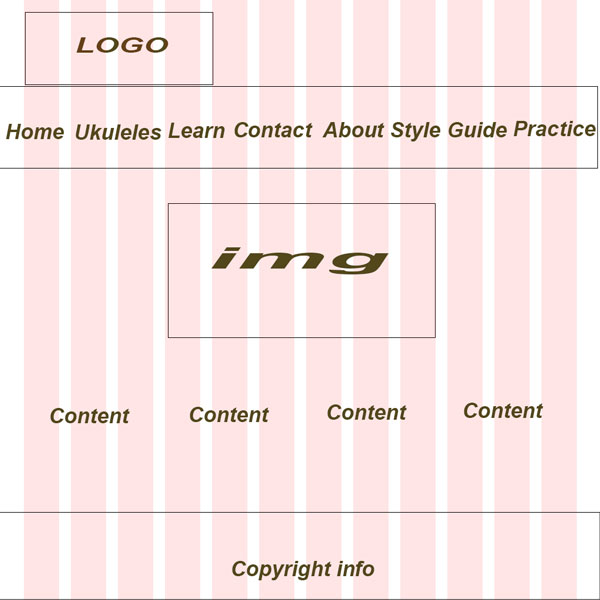 LOGO
Home Ukuleles Learn Contact About Style Guide Practice
img
Content Content Content Content
Copyright info